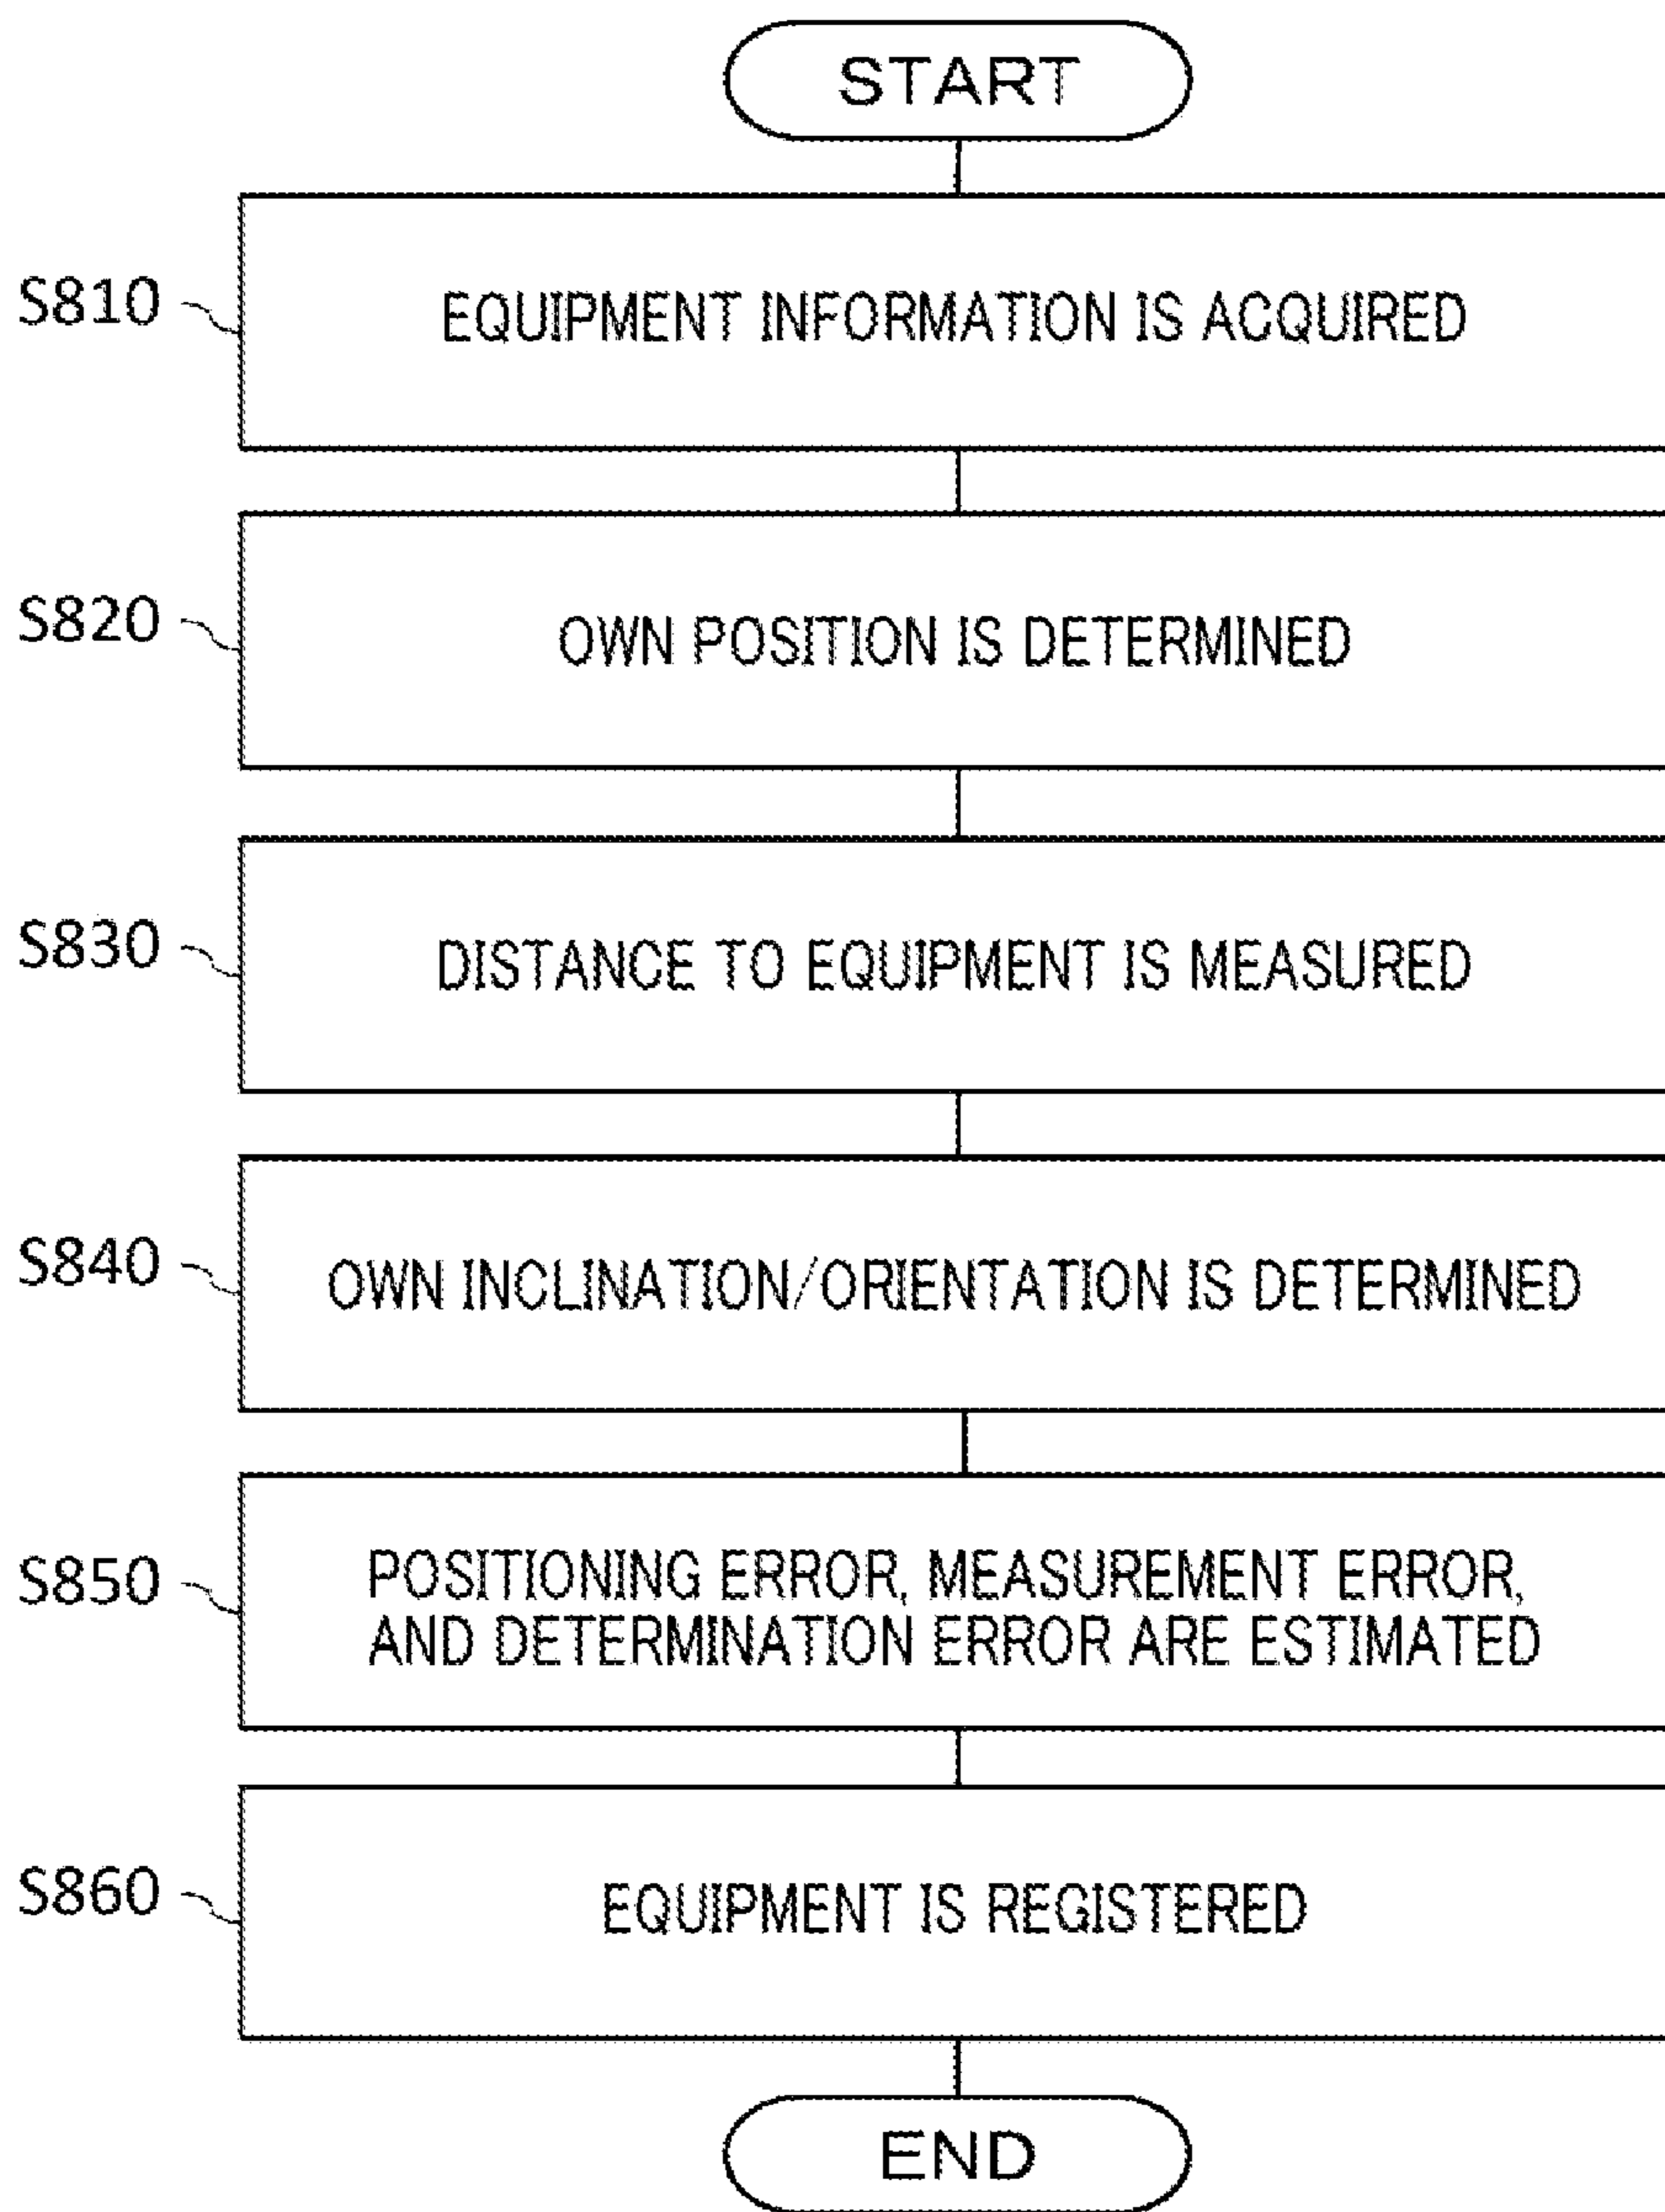 START
S810
EQUIPMENT INFORMATION IS ACQUIRED
S820
OWN POSITION IS DETERMINED
S830
DISTANCE TO EQUIPMENT IS MEASURED
S840
OWN INCLINATION/ORIENTATION IS DETERMINED
S850
POSITIONING ERROR, MEASUREMENT ERROR,
AND DETERMINATION ERROR ARE ESTIMATED
S860
EQUIPMENT IS REGISTERED
END